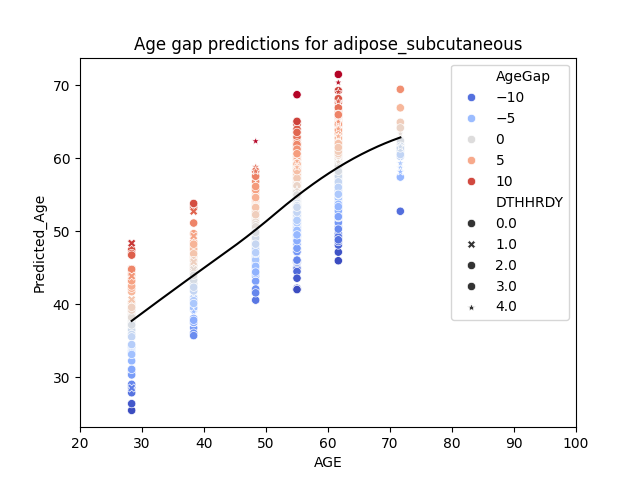 Age gap predictions for adipose_subcutaneous
Predicted_Age
70
60
50
40
30
20 30 40 50 60 70 80 90 100
AGE
AgeGap
−10
−5
0
5
10
DTHHRDY
0.0
1.0
2.0
3.0
4.0